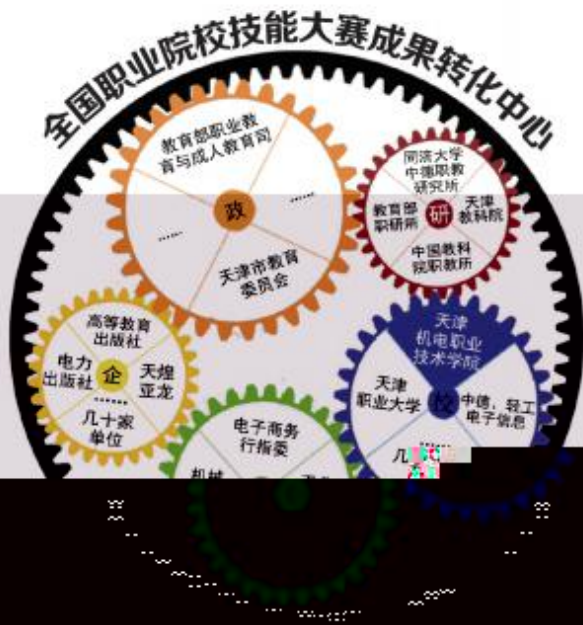 全国职业院校技能大赛成果转化中心
教育部职业教
育与成人教育司
......
政
......
天津市教育
委员会
同济大学
中德职教
研究所
教育部
职研所
研
天津
教科院
中国教科
院职教所
高等教育
出版社
电力
出版社
企
天煌
亚龙
......
几十家
单位
天津
机电职业
技术学院
天津
职业大学
校
中德，轻工
电子信息
......
几
电子商务
行指委
机械